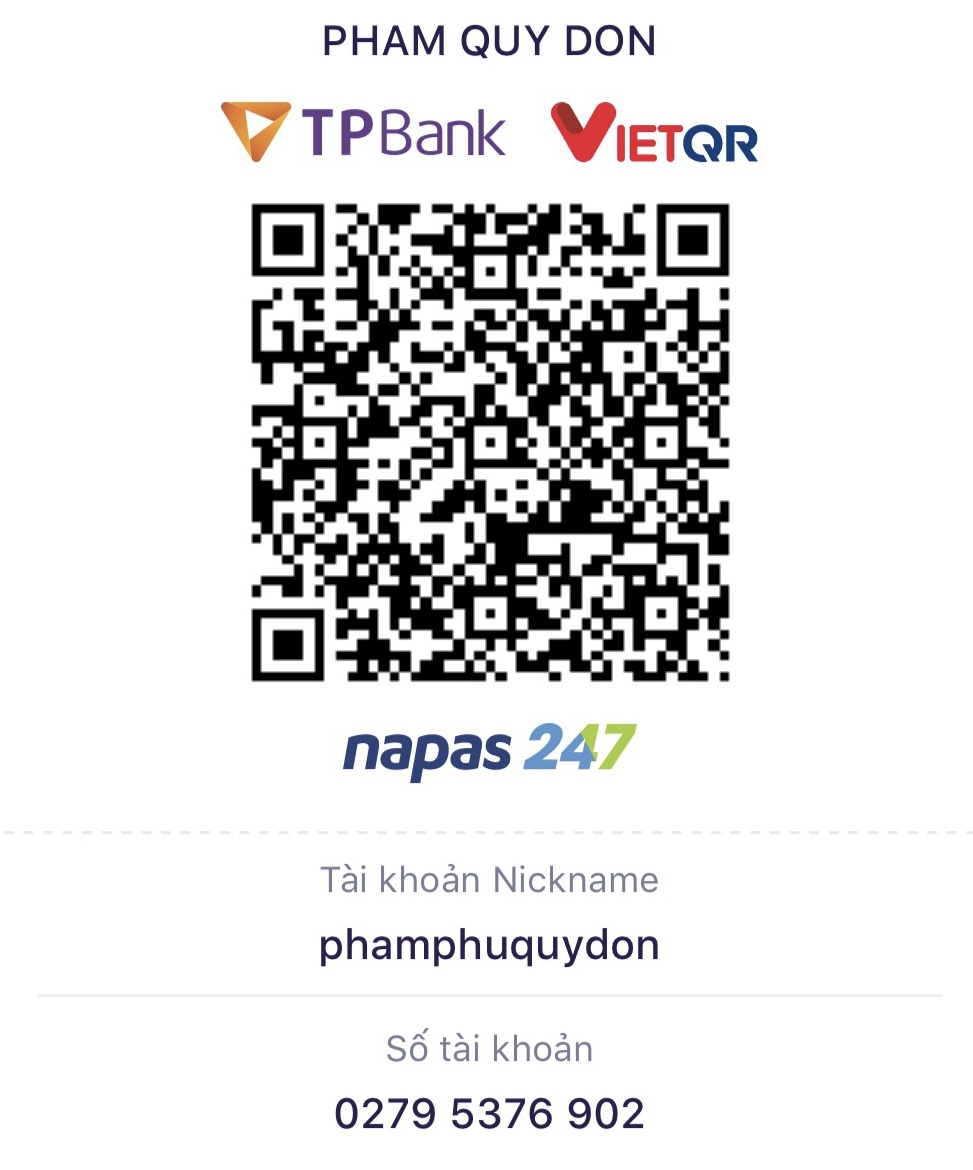 PHAM QUY DON
TPBank VIETQR
napas 247
Tài khoản Nickname
phamphuquydon
Số tài khoản
0279 5376 902